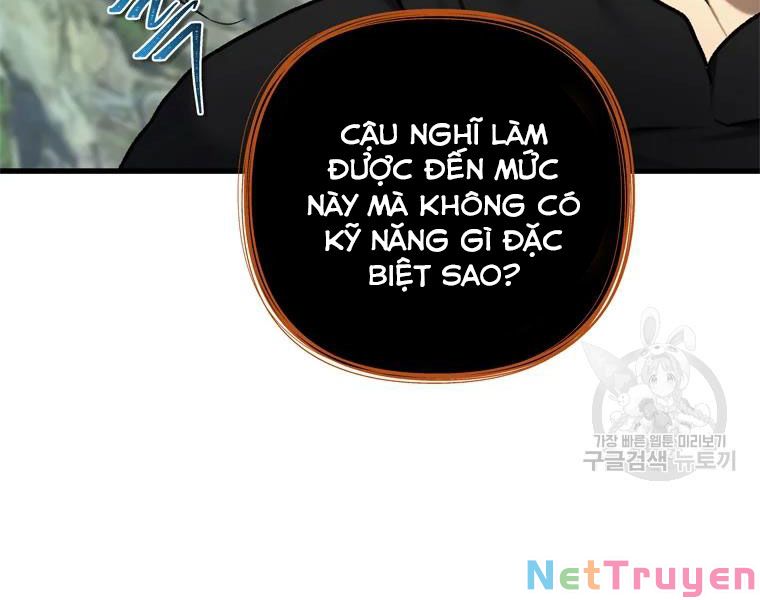 CẬU NGHĨ LÀM
ĐƯỢC ĐẾN MỨC
NÀY MÀ KHÔNG CÓ
KỸ NĂNG GÌ ĐẶC
BIỆT SAO?
가장 빠른 웹툰 미리보기
구글검색 뉴토끼
NetTruyen